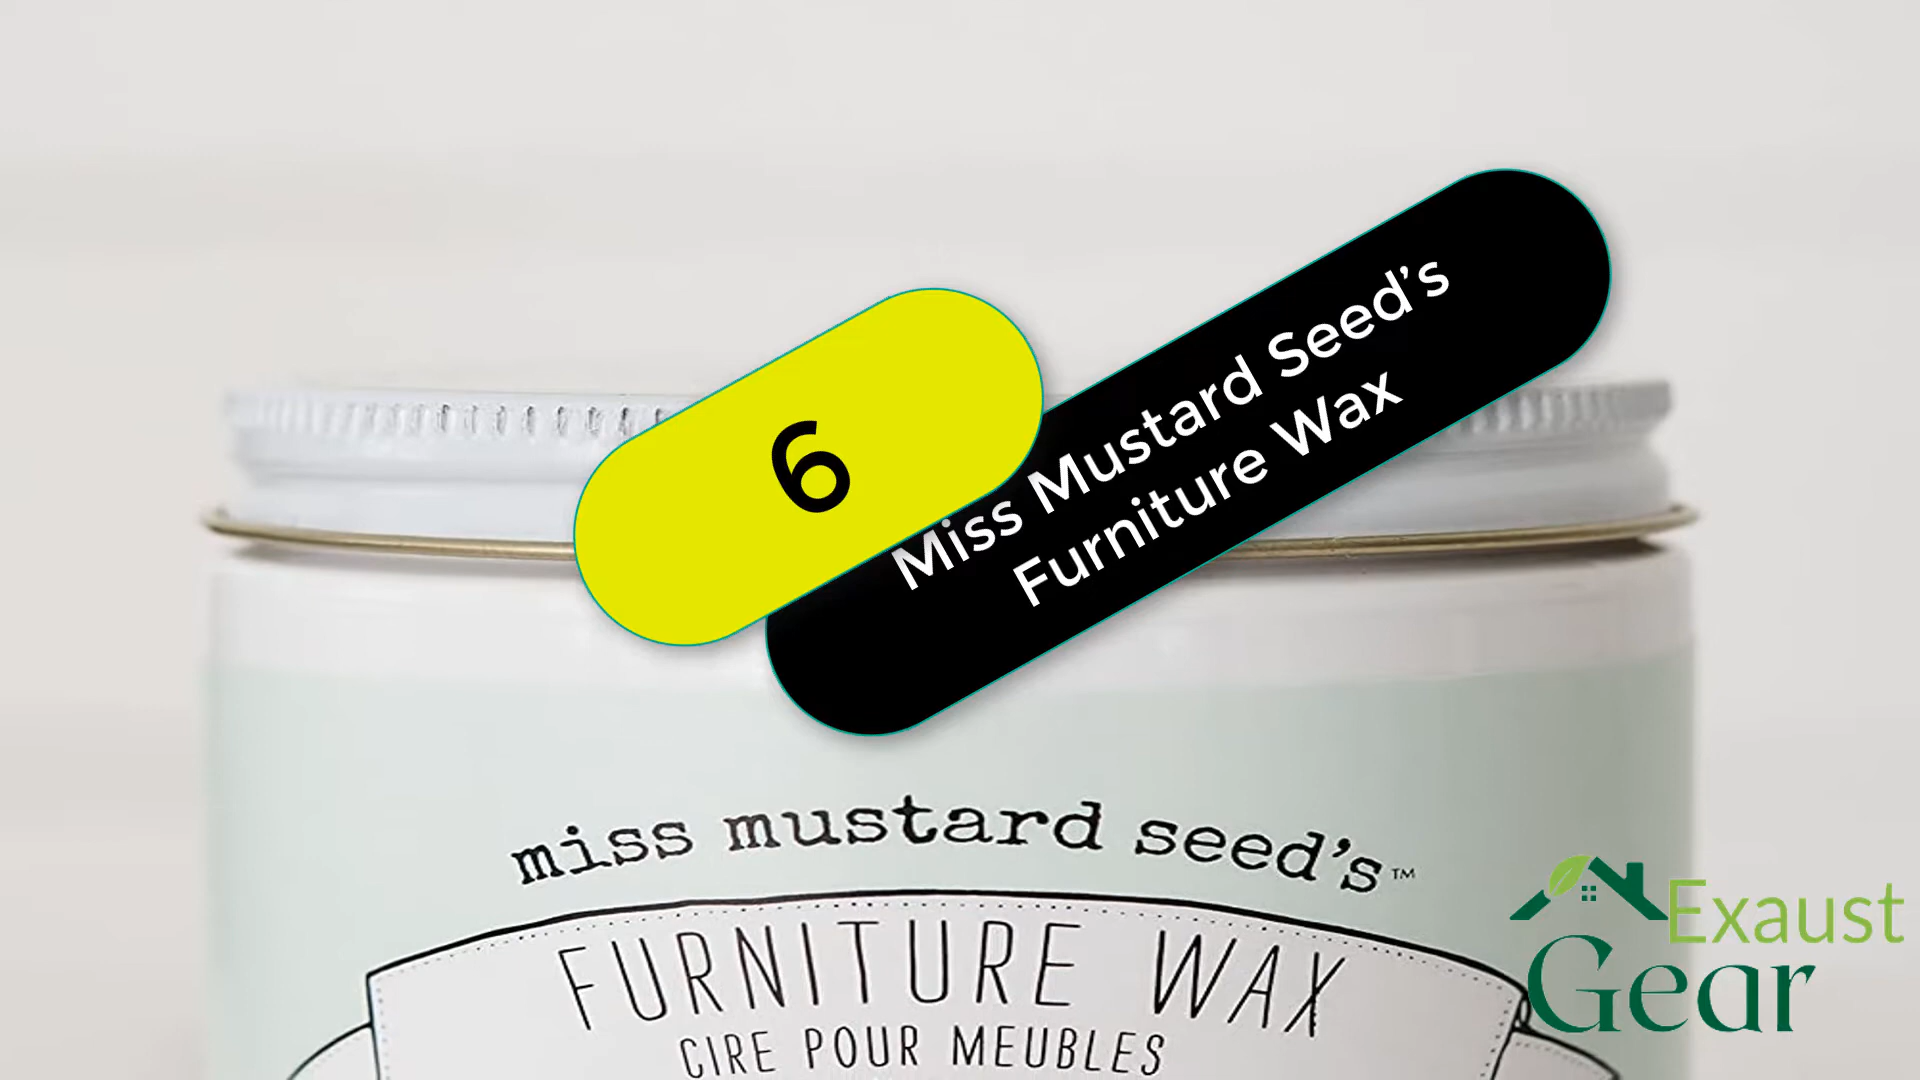 6
Miss Mustard Seed's
Furniture Wax
miss mustard seed's™
FURNITURE WAX
CIRE POUR MEUBLES
Exaust
Gear